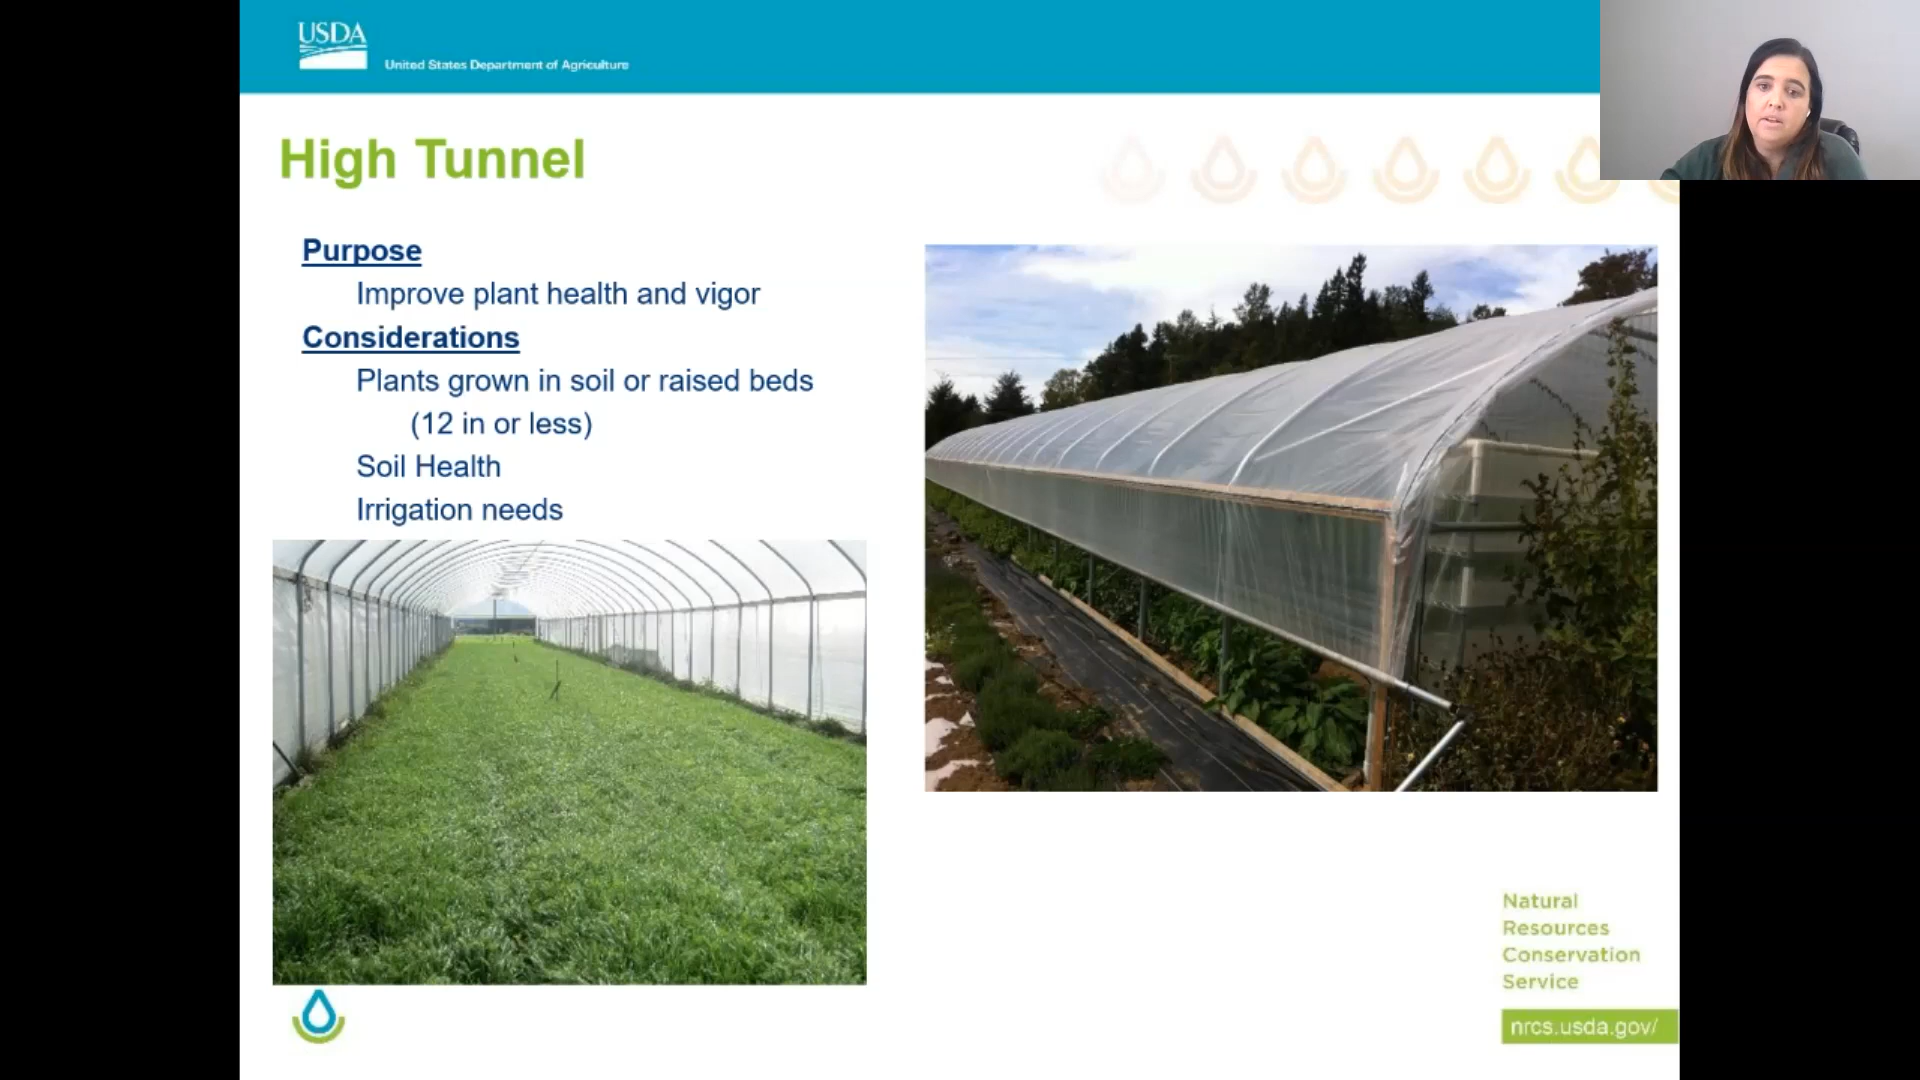 USDA
United States Department of Agriculture
High Tunnel
Purpose
Improve plant health and vigor
Considerations
Plants grown in soil or raised beds
(12 in or less)
Soil Health
Irrigation needs
Natural
Resources
Conservation
Service
nrcs.usda.gov/